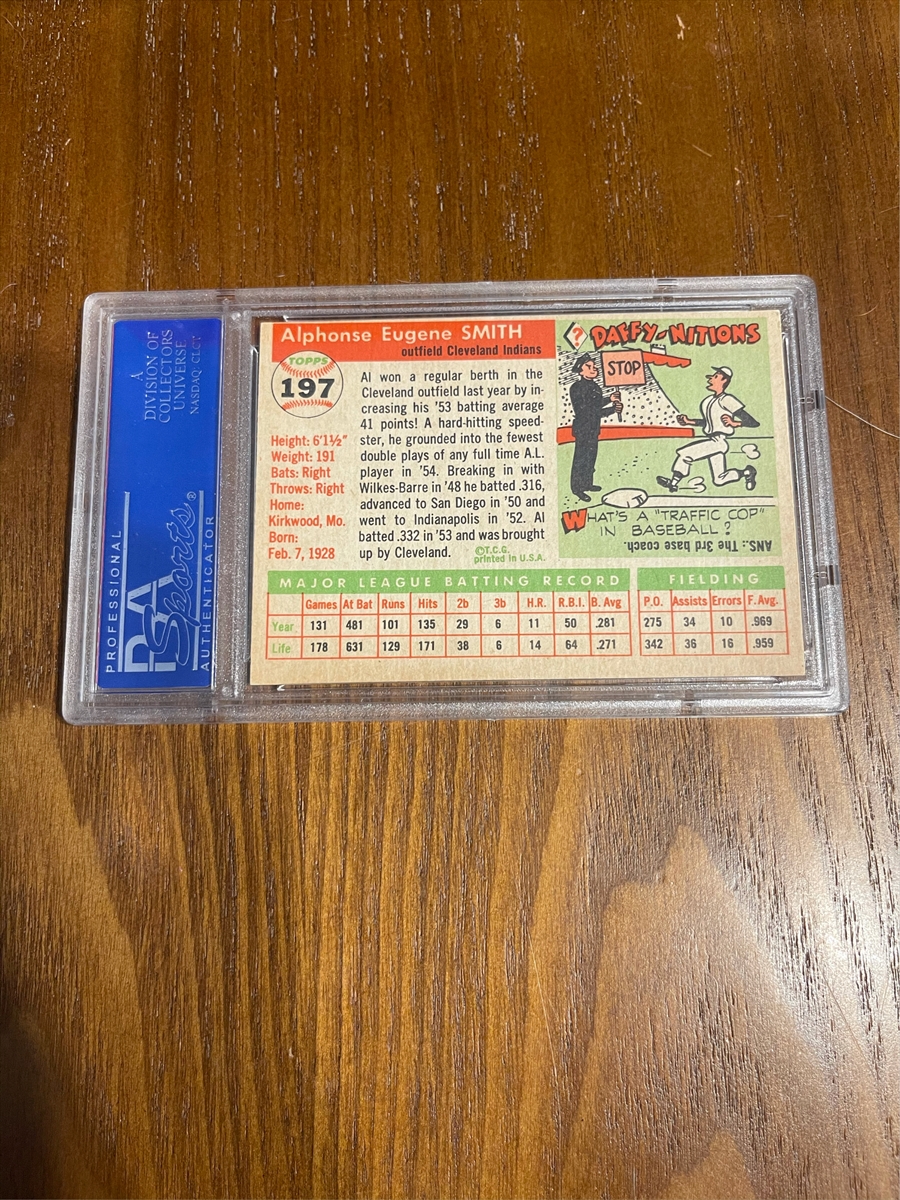 A
DIVISION OF
COLLECTORS
UNIVERSE
NASDAQ: CLCT
PROFESSIONAL
PSA
Sports®
AUTHENTICATOR
Alphonse Eugene SMITH
outfield Cleveland Indians
TOPPS
197
Height: 6'1½"
Weight: 191
Bats: Right
Throws: Right
Home:
Kirkwood, Mo.
Born:
Feb. 7, 1928
Al won a regular berth in the
Cleveland outfield last year by in-
creasing his '53 batting average
41 points! A hard-hitting speed-
ster, he grounded into the fewest
double plays of any full time A.L.
player in '54. Breaking in with
Wilkes-Barre in '48 he batted .316,
advanced to San Diego in '50 and
went to Indianapolis in '52. Al
batted .332 in '53 and was brought
up by Cleveland.
©T.C.G.
printed in U.S.A.
? DAFFY-NITIONS
STOP
WHAT'S A "TRAFFIC COP"
IN BASEBALL?
ANS.: The 3rd base coach.
MAJOR LEAGUE BATTING RECORD
Games At Bat Runs Hits 2b 3b H.R. R.B.I. B. Avg
Year 131 481 101 135 29 6 11 50 .281
Life 178 631 129 171 38 6 14 64 .271
FIELDING
P.O. Assists Errors F. Avg.
275 34 10 .969
342 36 16 .959